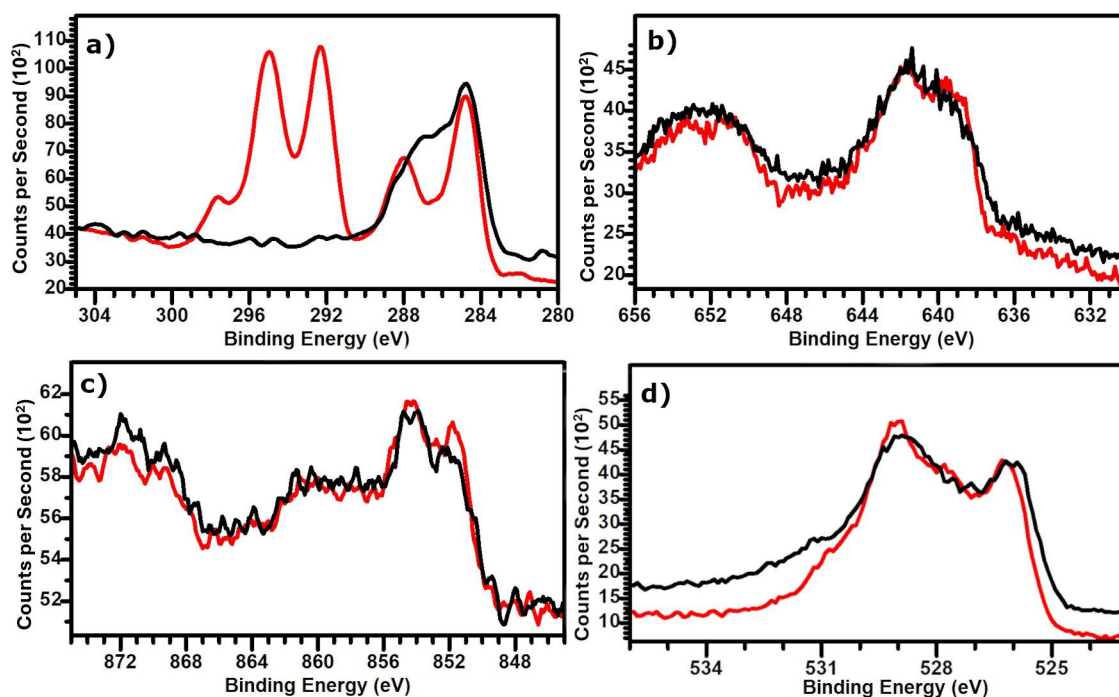 a)
Counts per Second (10²)
110
100
90
80
70
60
50
40
30
20
304 300 296 292 288 284 280
Binding Energy (eV)
b)
Counts per Second (10²)
45
40
35
30
25
20
656 652 648 644 640 636 632
Binding Energy (eV)
c)
Counts per Second (10²)
62
60
58
56
54
52
872 868 864 860 856 852 848
Binding Energy (eV)
d)
Counts per Second (10²)
55
50
45
40
35
30
25
20
15
10
534 531 528 525
Binding Energy (eV)